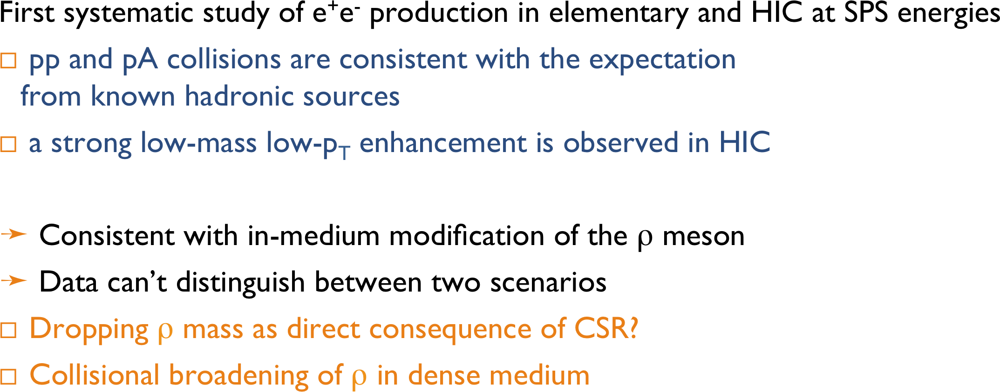 First systematic study of e⁺e⁻ production in elementary and HIC at SPS energies
□ pp and pA collisions are consistent with the expectation
from known hadronic sources
□ a strong low-mass low-p_T enhancement is observed in HIC
➛ Consistent with in-medium modification of the ρ meson
➛ Data can’t distinguish between two scenarios
□ Dropping ρ mass as direct consequence of CSR?
□ Collisional broadening of ρ in dense medium